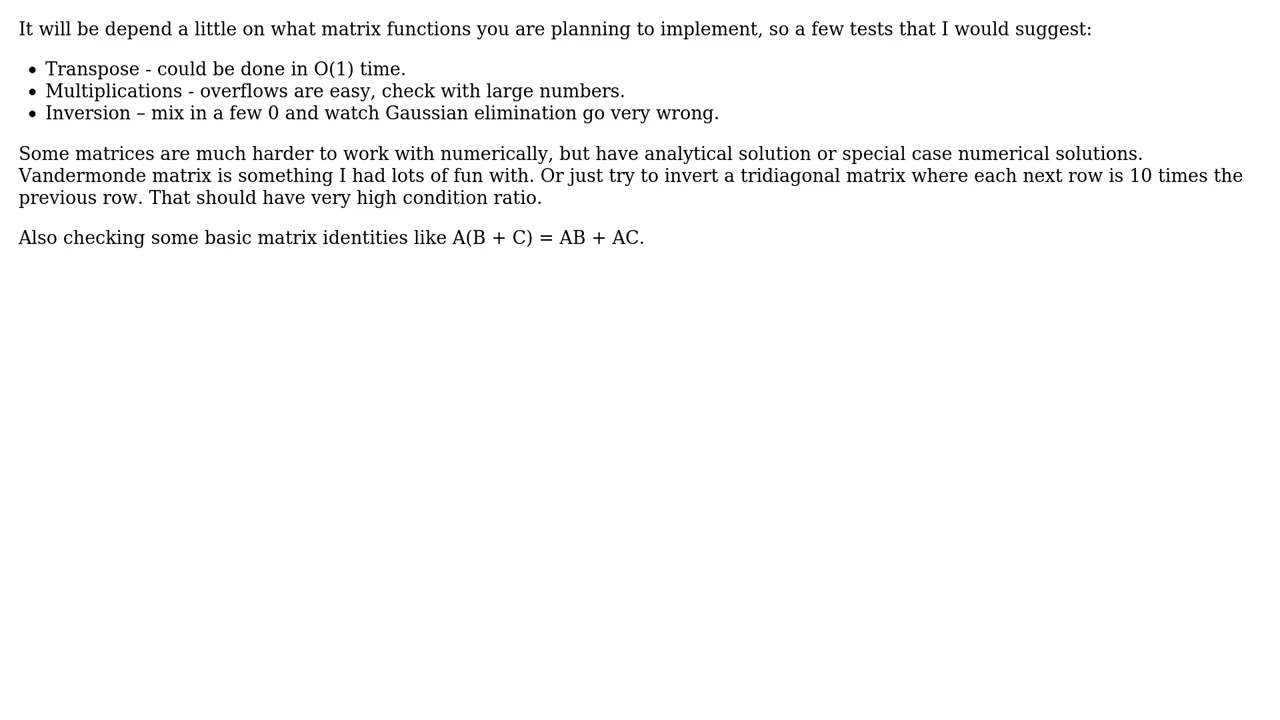 It will be depend a little on what matrix functions you are planning to implement, so a few tests that I would suggest:
• Transpose - could be done in O(1) time.
• Multiplications - overflows are easy, check with large numbers.
• Inversion – mix in a few 0 and watch Gaussian elimination go very wrong.
Some matrices are much harder to work with numerically, but have analytical solution or special case numerical solutions.
Vandermonde matrix is something I had lots of fun with. Or just try to invert a tridiagonal matrix where each next row is 10 times the
previous row. That should have very high condition ratio.
Also checking some basic matrix identities like A(B + C) = AB + AC.